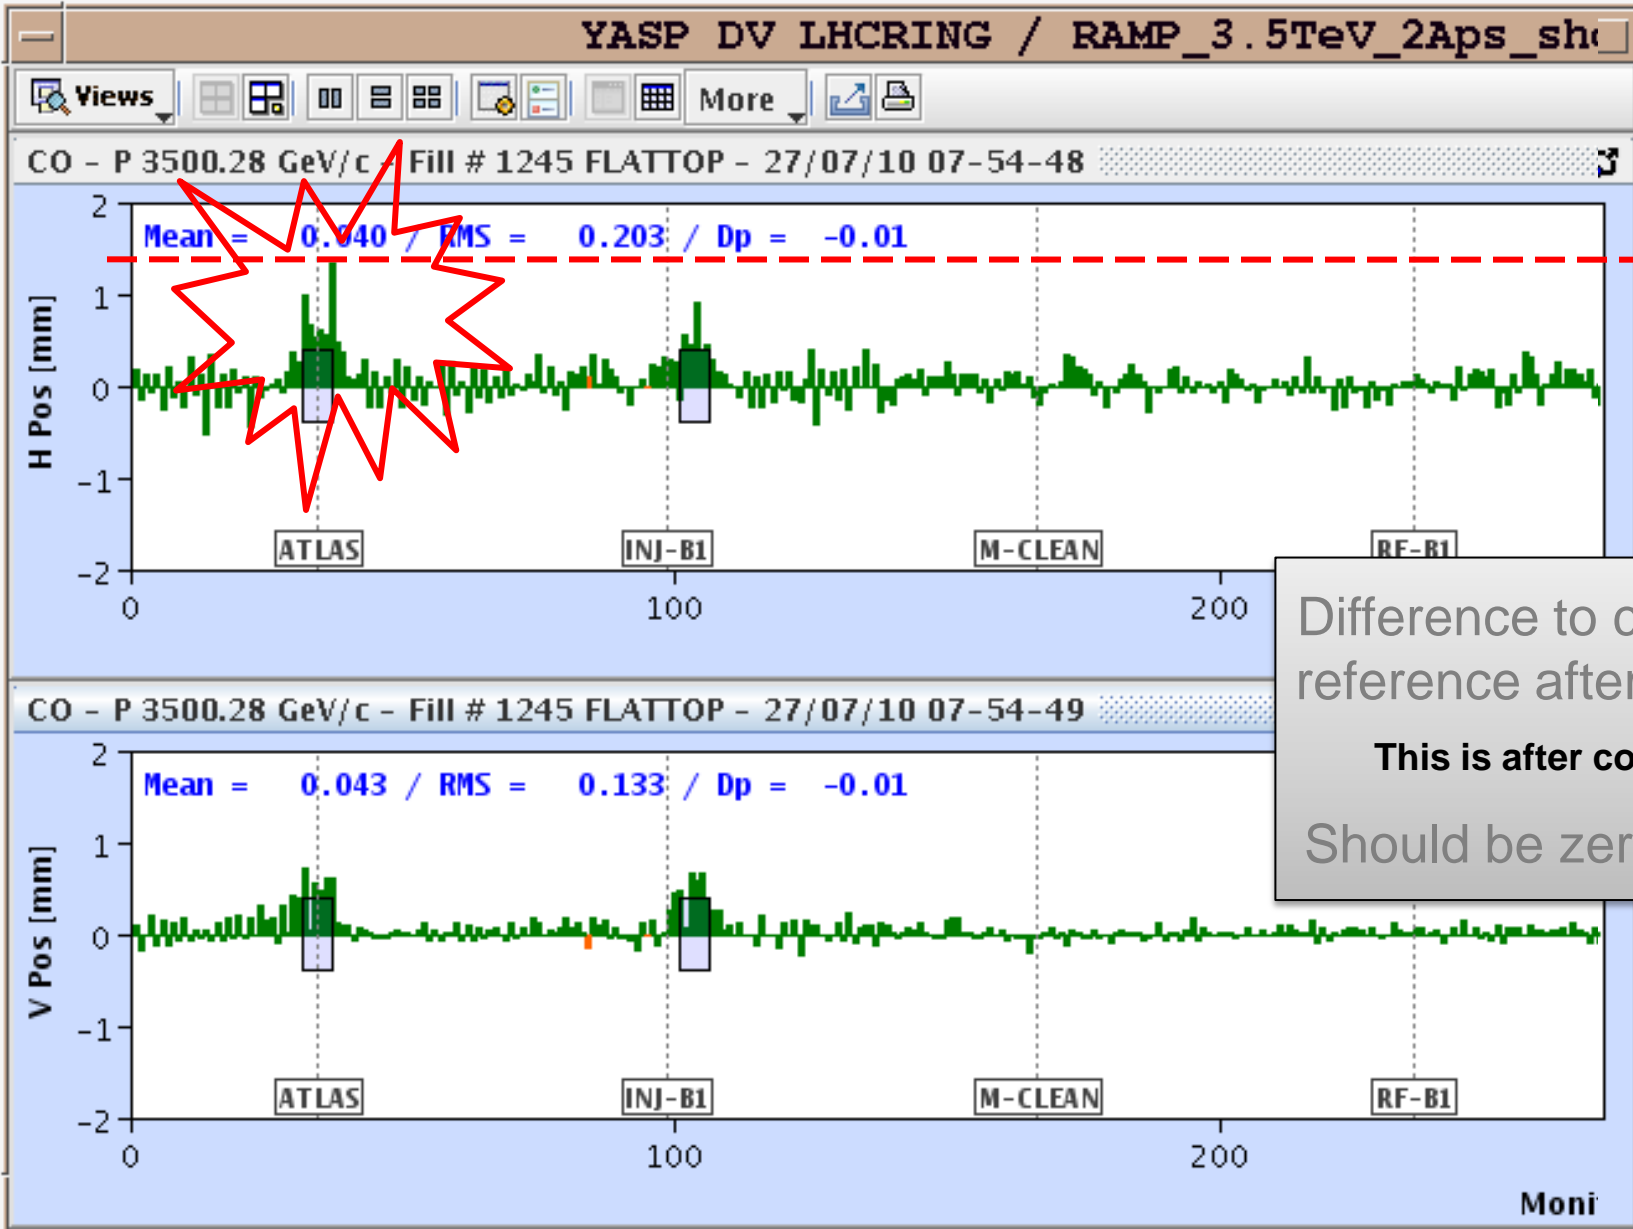 YASP DV LHCRING / RAMP_3.5TeV_2Aps_sh
Views More
CO - P 3500.28 GeV/c - Fill # 1245 FLATTOP - 27/07/10 07-54-48
Mean = 0.040 / RMS = 0.203 / Dp = -0.01
H Pos [mm]
2
1
0
-1
-2
ATLAS INJ-B1 M-CLEAN RF-B1
0 100 200
CO - P 3500.28 GeV/c - Fill # 1245 FLATTOP - 27/07/10 07-54-49
Mean = 0.043 / RMS = 0.133 / Dp = -0.01
V Pos [mm]
2
1
0
-1
-2
ATLAS INJ-B1 M-CLEAN RF-B1
0 100 200
Moni
Difference to
reference after
This is after co
Should be zer